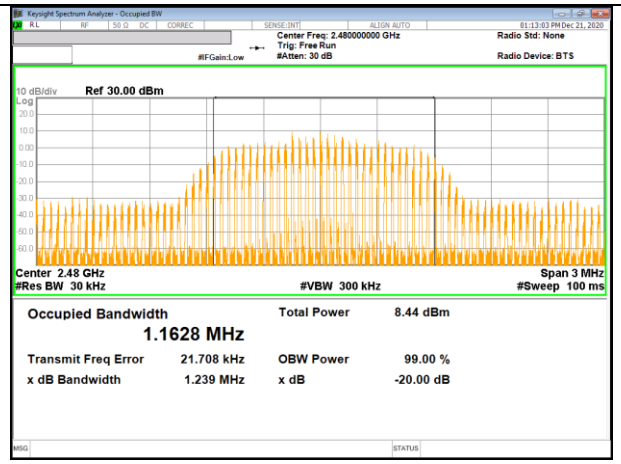 Keysight Spectrum Analyzer - Occupied BW
RL RF 50 Ω DC CORREC SENSE:INT ALIGN AUTO 01:13:03 PM Dec 21, 2020
Center Freq: 2.480000000 GHz Radio Std: None
Trig: Free Run
#IFGain:Low #Atten: 30 dB Radio Device: BTS
10 dB/div Ref 30.00 dBm
Log
20.0
10.0
0.00
-10.0
-20.0
-30.0
-40.0
-50.0
-60.0
Center 2.48 GHz Span 3 MHz
#Res BW 30 kHz #VBW 300 kHz #Sweep 100 ms
Occupied Bandwidth Total Power 8.44 dBm
1.1628 MHz
Transmit Freq Error 21.708 kHz OBW Power 99.00 %
x dB Bandwidth 1.239 MHz x dB -20.00 dB
MSG STATUS